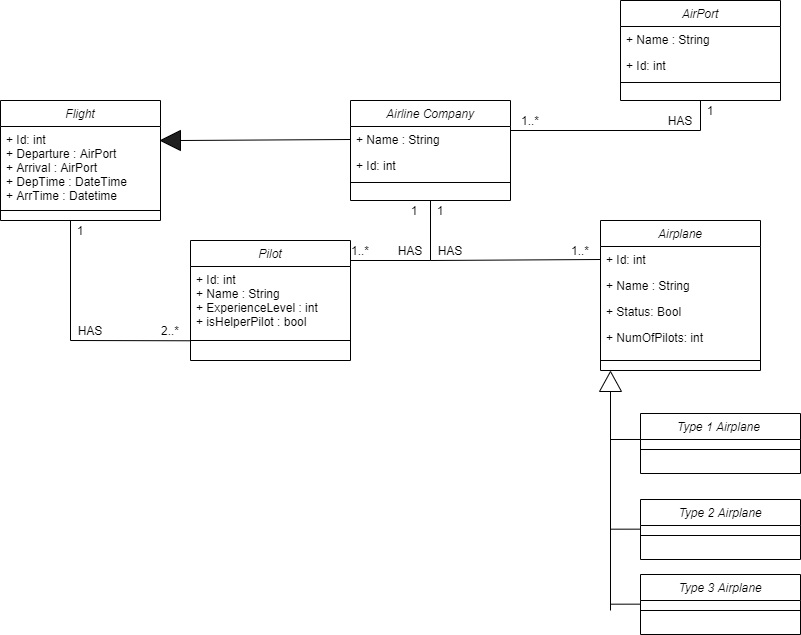 AirPort
+ Name : String
+ Id: int
1
HAS
1..*
Flight
+ Id: int
+ Departure : AirPort
+ Arrival : AirPort
+ DepTime : DateTime
+ ArrTime : Datetime
1
HAS
2..*
Airline Company
+ Name : String
+ Id: int
1
1
HAS
HAS
1..*
1..*
Pilot
+ Id: int
+ Name : String
+ ExperienceLevel : int
+ isHelperPilot : bool
Airplane
+ Id: int
+ Name : String
+ Status: Bool
+ NumOfPilots: int
Type 1 Airplane
Type 2 Airplane
Type 3 Airplane